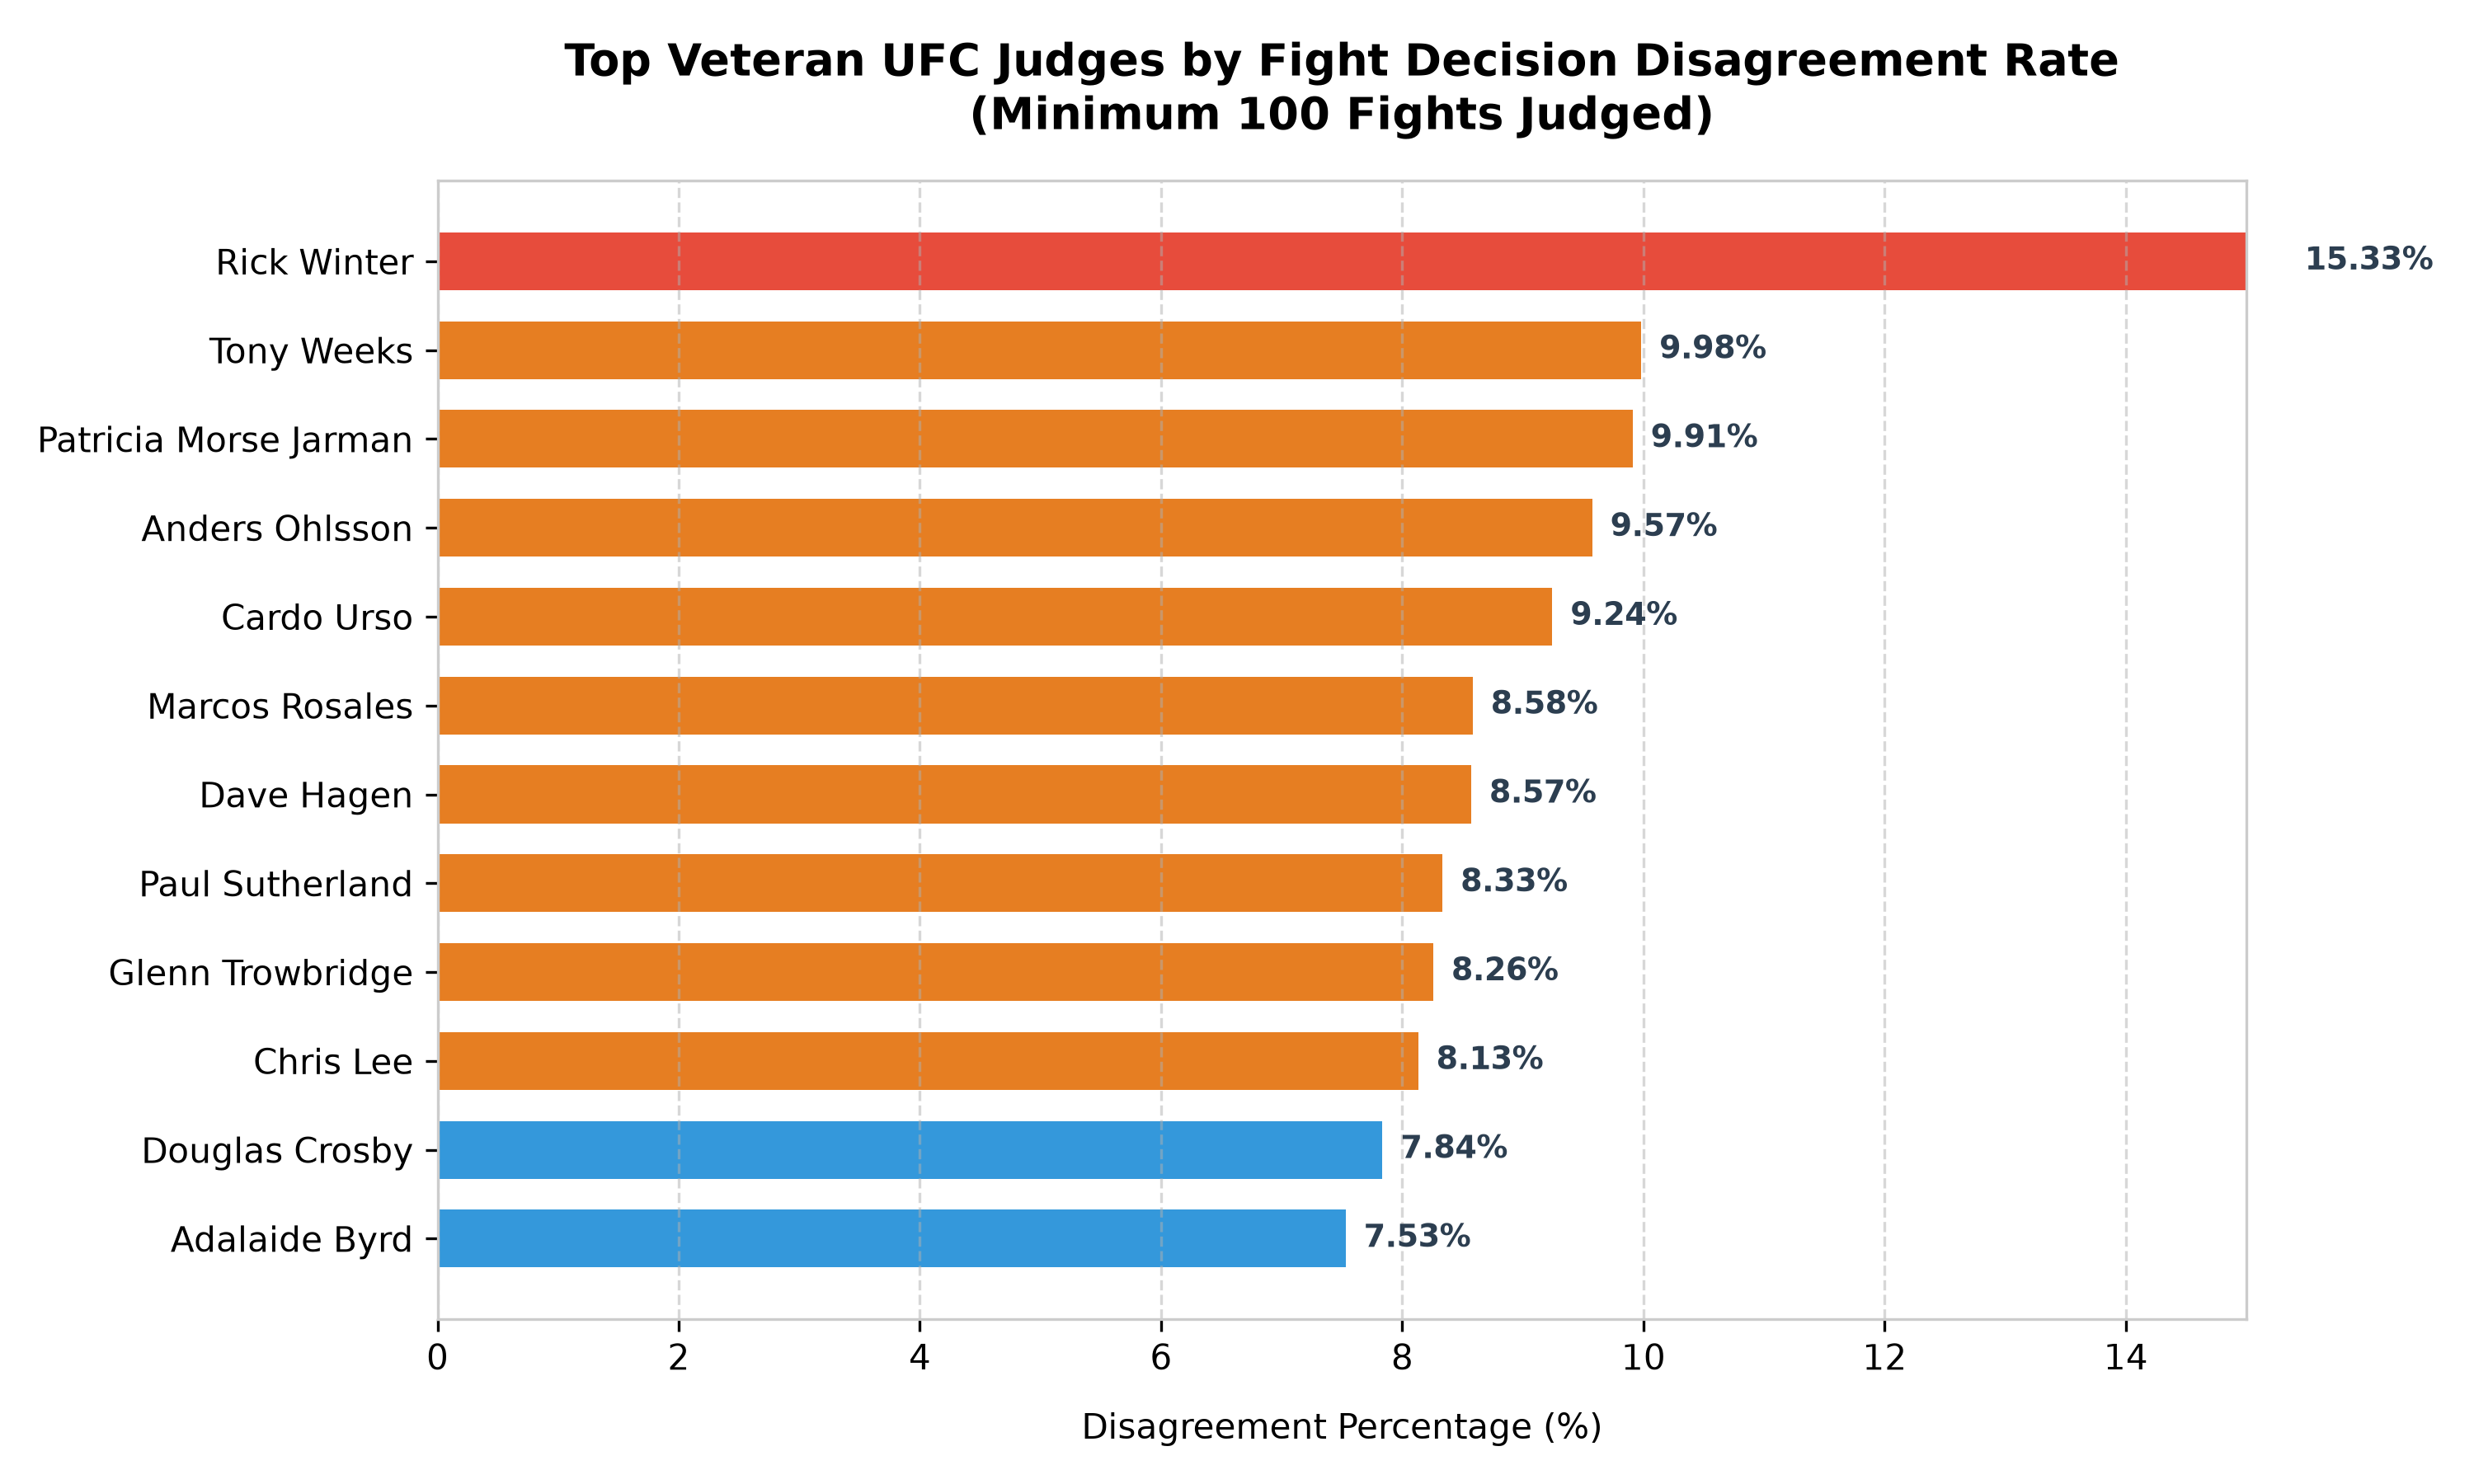 Top Veteran UFC Judges by Fight Decision Disagreement Rate
(Minimum 100 Fights Judged)
Rick Winter 15.33%
Tony Weeks 9.98%
Patricia Morse Jarman 9.91%
Anders Ohlsson 9.57%
Cardo Urso 9.24%
Marcos Rosales 8.58%
Dave Hagen 8.57%
Paul Sutherland 8.33%
Glenn Trowbridge 8.26%
Chris Lee 8.13%
Douglas Crosby 7.84%
Adalaide Byrd 7.53%
0 2 4 6 8 10 12 14
Disagreement Percentage (%)